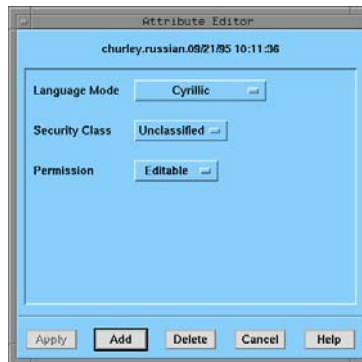 Attribute Editor
churley.russian.09/21/95 10:11:36
Language Mode Cyrillic
Security Class Unclassified
Permission Editable
Apply Add Delete Cancel Help